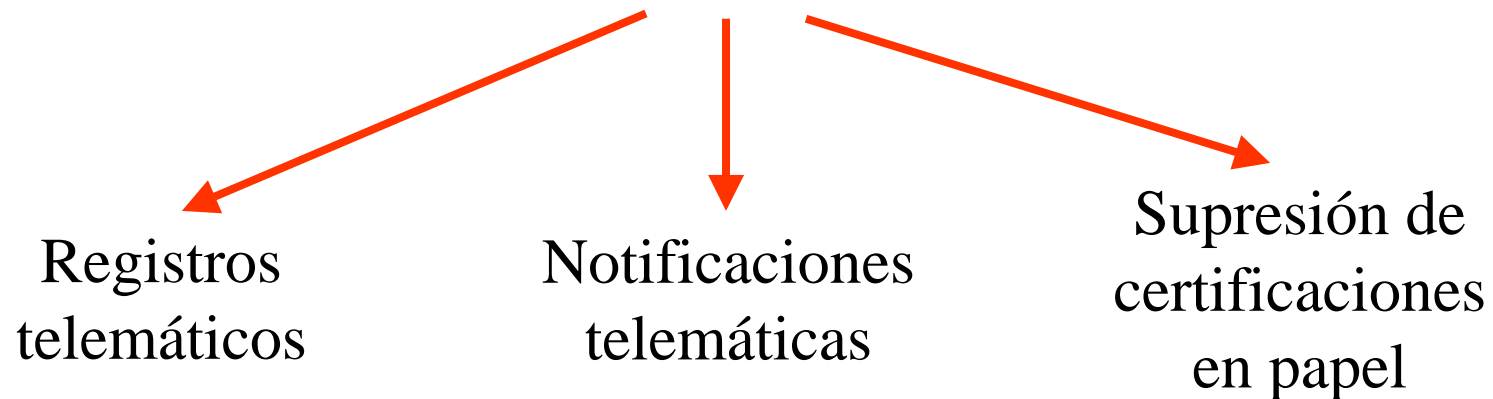 Registros
telemáticos
Notificaciones
telemáticas
Supresión de
certificaciones
en papel